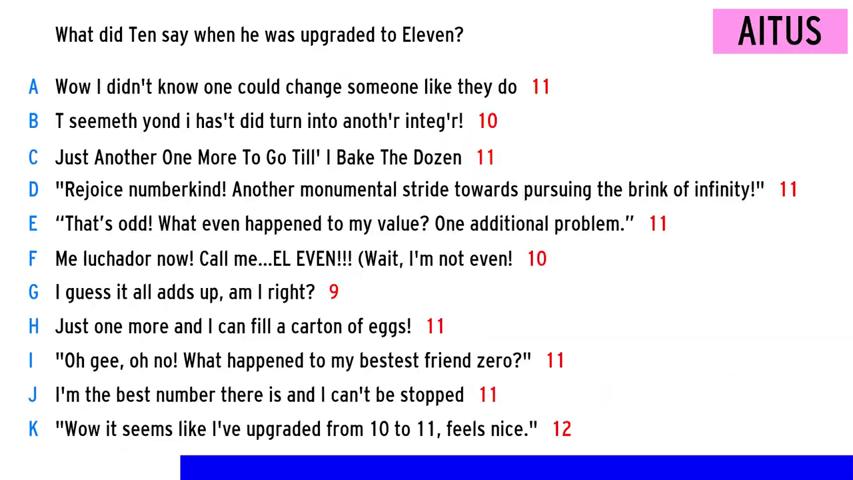 What did Ten say when he was upgraded to Eleven?
AITUS
A Wow I didn't know one could change someone like they do 11
B T seemeth yond i has't did turn into anoth'r integ'r! 10
C Just Another One More To Go Till' I Bake The Dozen 11
D "Rejoice numberkind! Another monumental stride towards pursuing the brink of infinity!" 11
E “That’s odd! What even happened to my value? One additional problem.” 11
F Me luchador now! Call me...EL EVEN!!! (Wait, I'm not even! 10
G I guess it all adds up, am I right? 9
H Just one more and I can fill a carton of eggs! 11
I "Oh gee, oh no! What happened to my bestest friend zero?" 11
J I'm the best number there is and I can't be stopped 11
K "Wow it seems like I've upgraded from 10 to 11, feels nice." 12